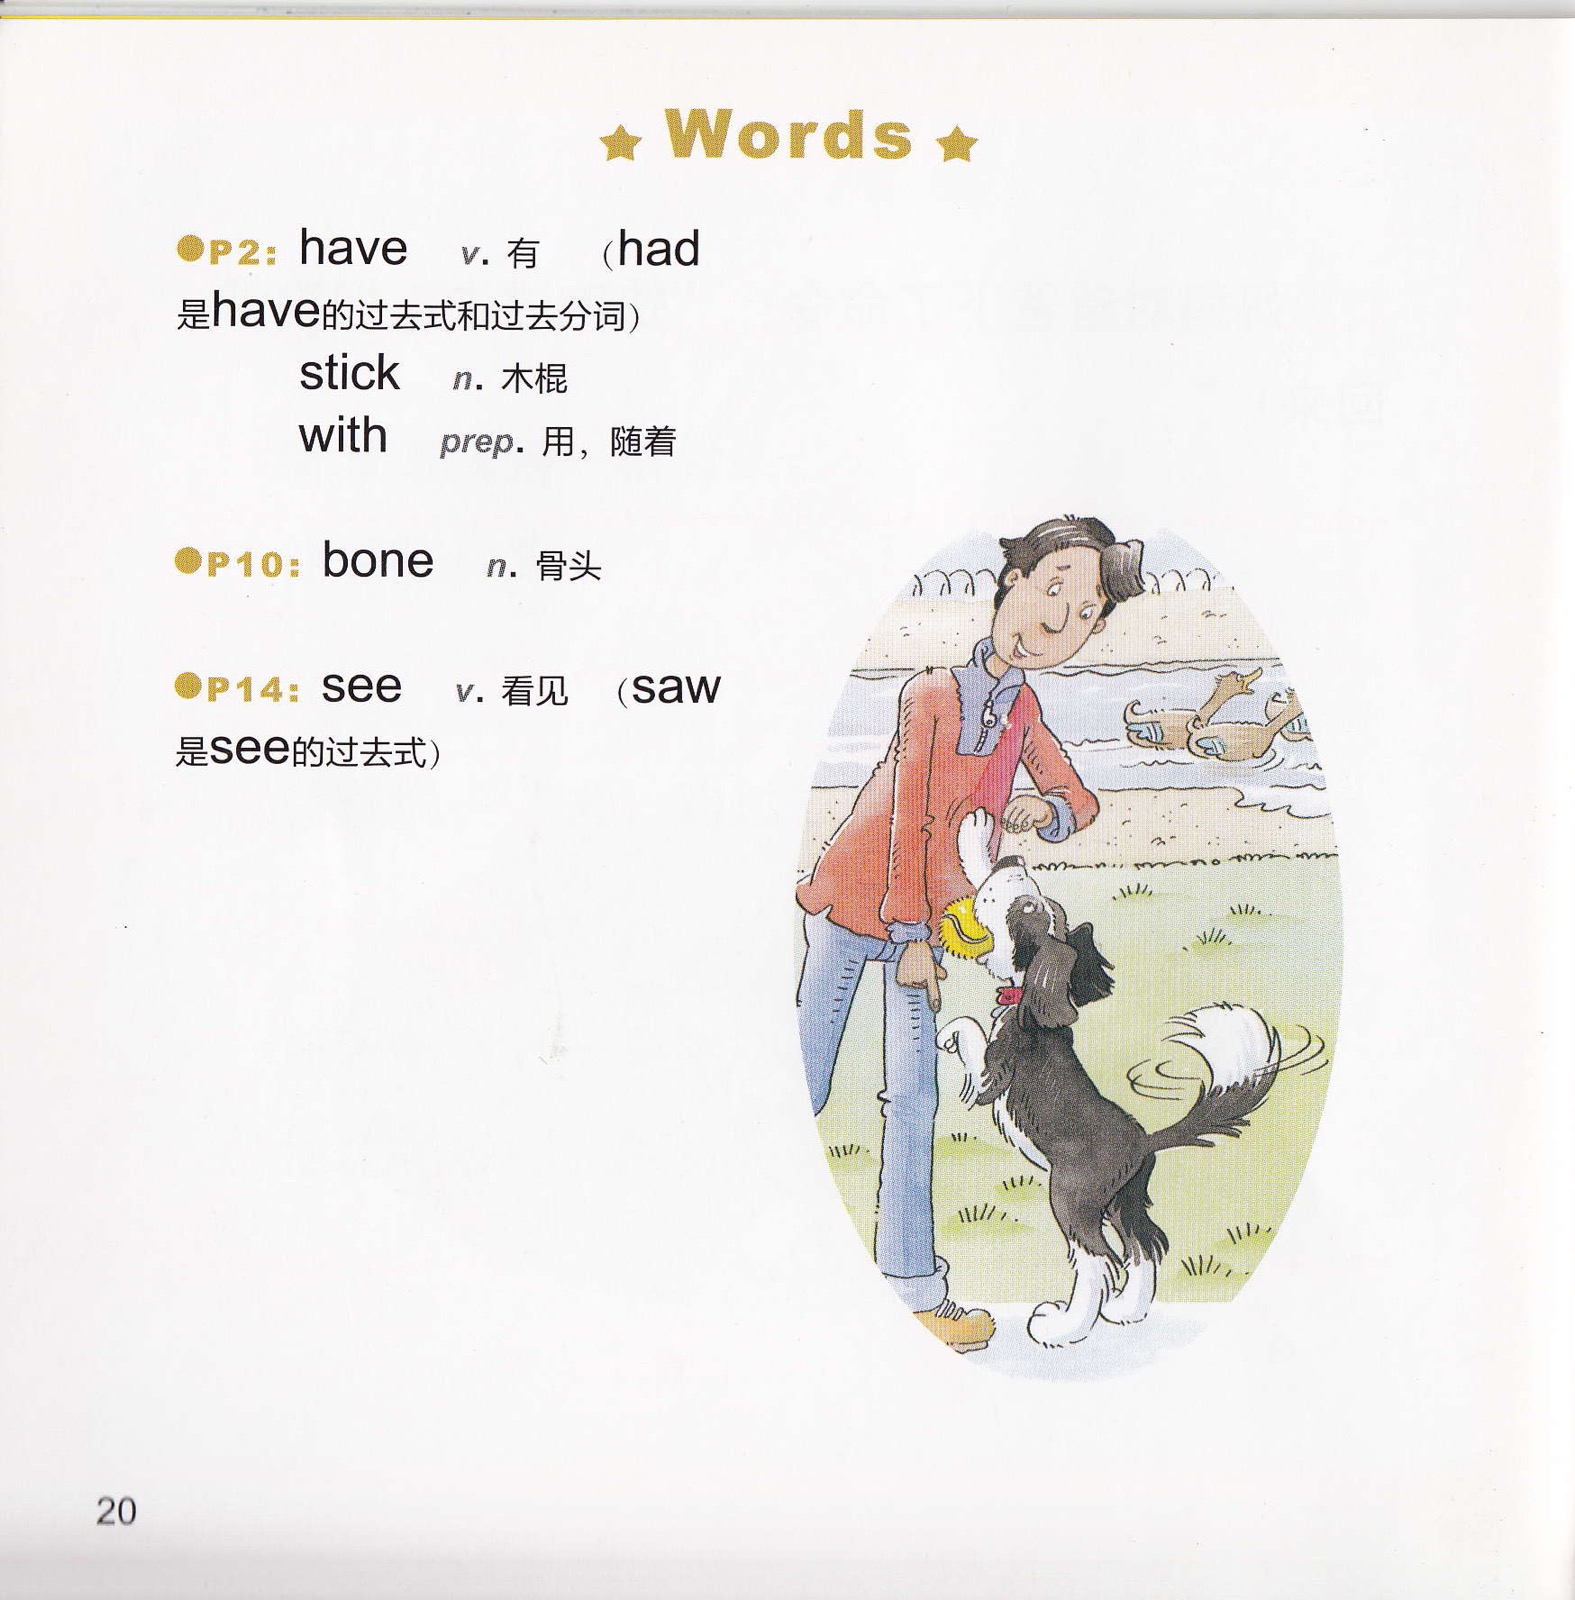 ★ Words ★
●P2: have v. 有 （had
是have的过去式和过去分词）
stick n. 木棍
with prep. 用，随着
●P10: bone n. 骨头
●P14: see v. 看见 （saw
是see的过去式）
20